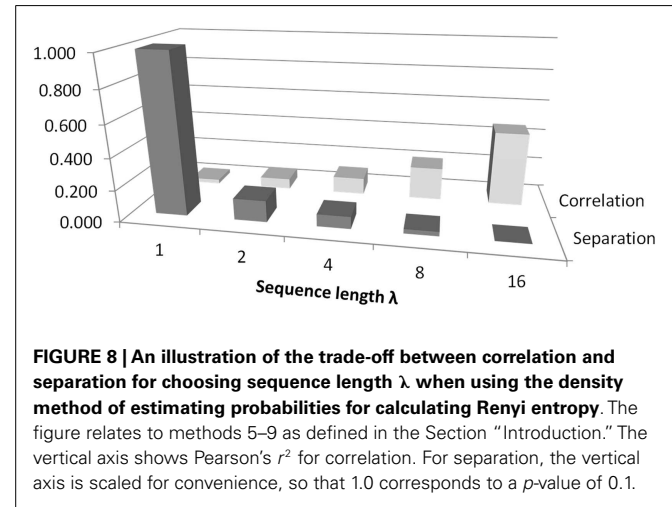 1.000
0.800
0.600
0.400
0.200
0.000
1
2
4
8
16
Sequence length λ
Correlation
Separation
FIGURE 8 | An illustration of the trade-off between correlation and
separation for choosing sequence length λ when using the density
method of estimating probabilities for calculating Renyi entropy. The
figure relates to methods 5–9 as defined in the Section “Introduction.” The
vertical axis shows Pearson’s r² for correlation. For separation, the vertical
axis is scaled for convenience, so that 1.0 corresponds to a p-value of 0.1.